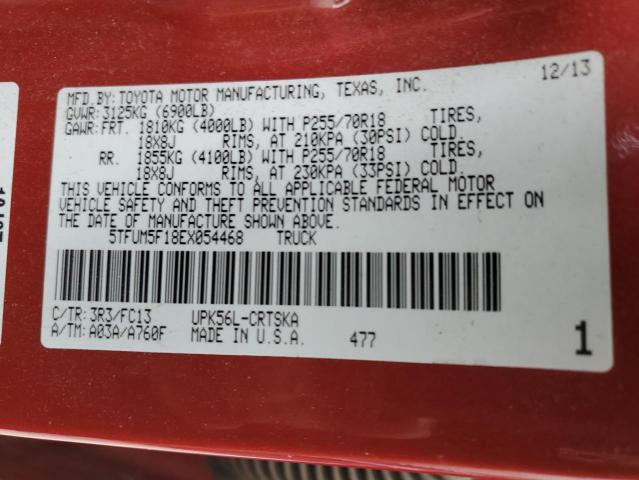 MFD.BY:TOYOTA MOTOR MANUFACTURING, TEXAS, INC. 12/13
GVWR:3125KG (6900LB)
GAWR:FRT. 1810KG (4000LB) WITH P255/70R18 TIRES,
18X8J RIMS, AT 210KPA (30PSI) COLD.
RR. 1855KG (4100LB) WITH P255/70R18 TIRES,
18X8J RIMS, AT 230KPA (33PSI) COLD.
THIS VEHICLE CONFORMS TO ALL APPLICABLE FEDERAL MOTOR
VEHICLE SAFETY AND THEFT PREVENTION STANDARDS IN EFFECT ON
THE DATE OF MANUFACTURE SHOWN ABOVE.
5TFUM5F18EX054468 TRUCK
C/TR:3R3/FC13 UPK56L-CRTSKA
A/TM:A03A/A760F MADE IN U.S.A. 477 1